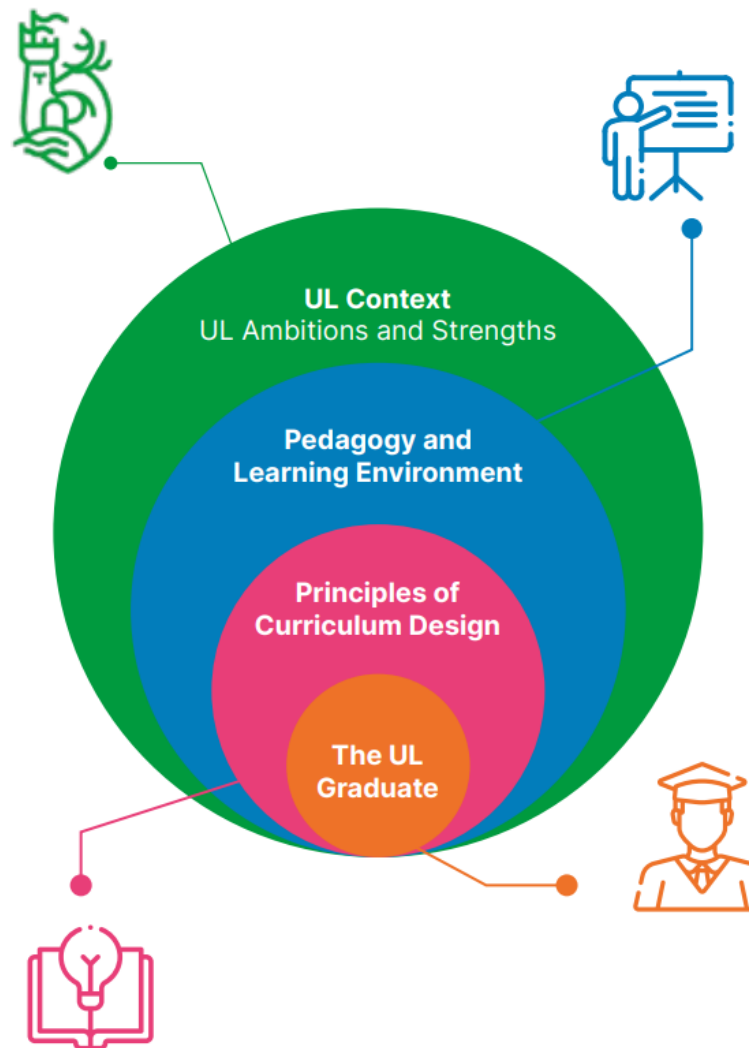 UL Context
UL Ambitions and Strengths
Pedagogy and
Learning Environment
Principles of
Curriculum Design
The UL
Graduate